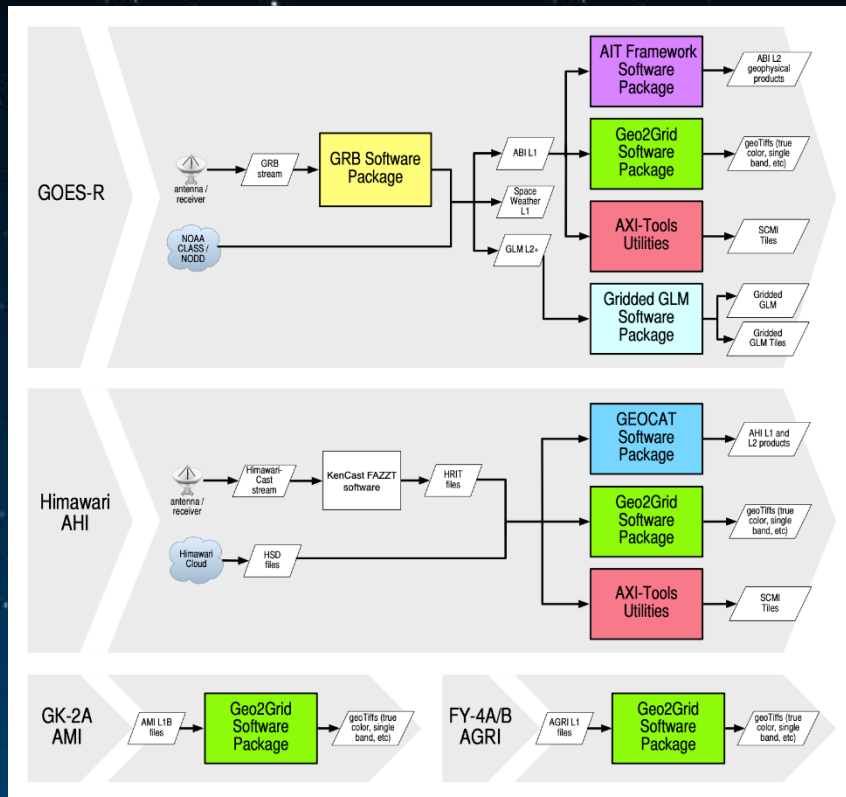 GOES-R
antenna /
receiver
GRB
stream
GRB Software
Package
NOAA
CLASS /
NODD
ABI L1
Space
Weather
L1
GLM L2+
AIT Framework
Software
Package
ABI L2
geophysical
products
Geo2Grid
Software
Package
geoTiffs (true
color, single
band, etc)
AXI-Tools
Utilities
SCMI
Tiles
Gridded GLM
Software
Package
Gridded
GLM
Gridded
GLM Tiles
Himawari
AHI
antenna /
receiver
Himawari-
Cast
stream
KenCast FAZZT
software
HRIT
files
Himawari
Cloud
HSD
files
GEOCAT
Software
Package
AHI L1 and
L2 products
Geo2Grid
Software
Package
geoTiffs (true
color, single
band, etc)
AXI-Tools
Utilities
SCMI
Tiles
GK-2A
AMI
AMI L1B
files
Geo2Grid
Software
Package
geoTiffs (true
color, single
band, etc)
FY-4A/B
AGRI
AGRI L1
files
Geo2Grid
Software
Package
geoTiffs (true
color, single
band, etc)